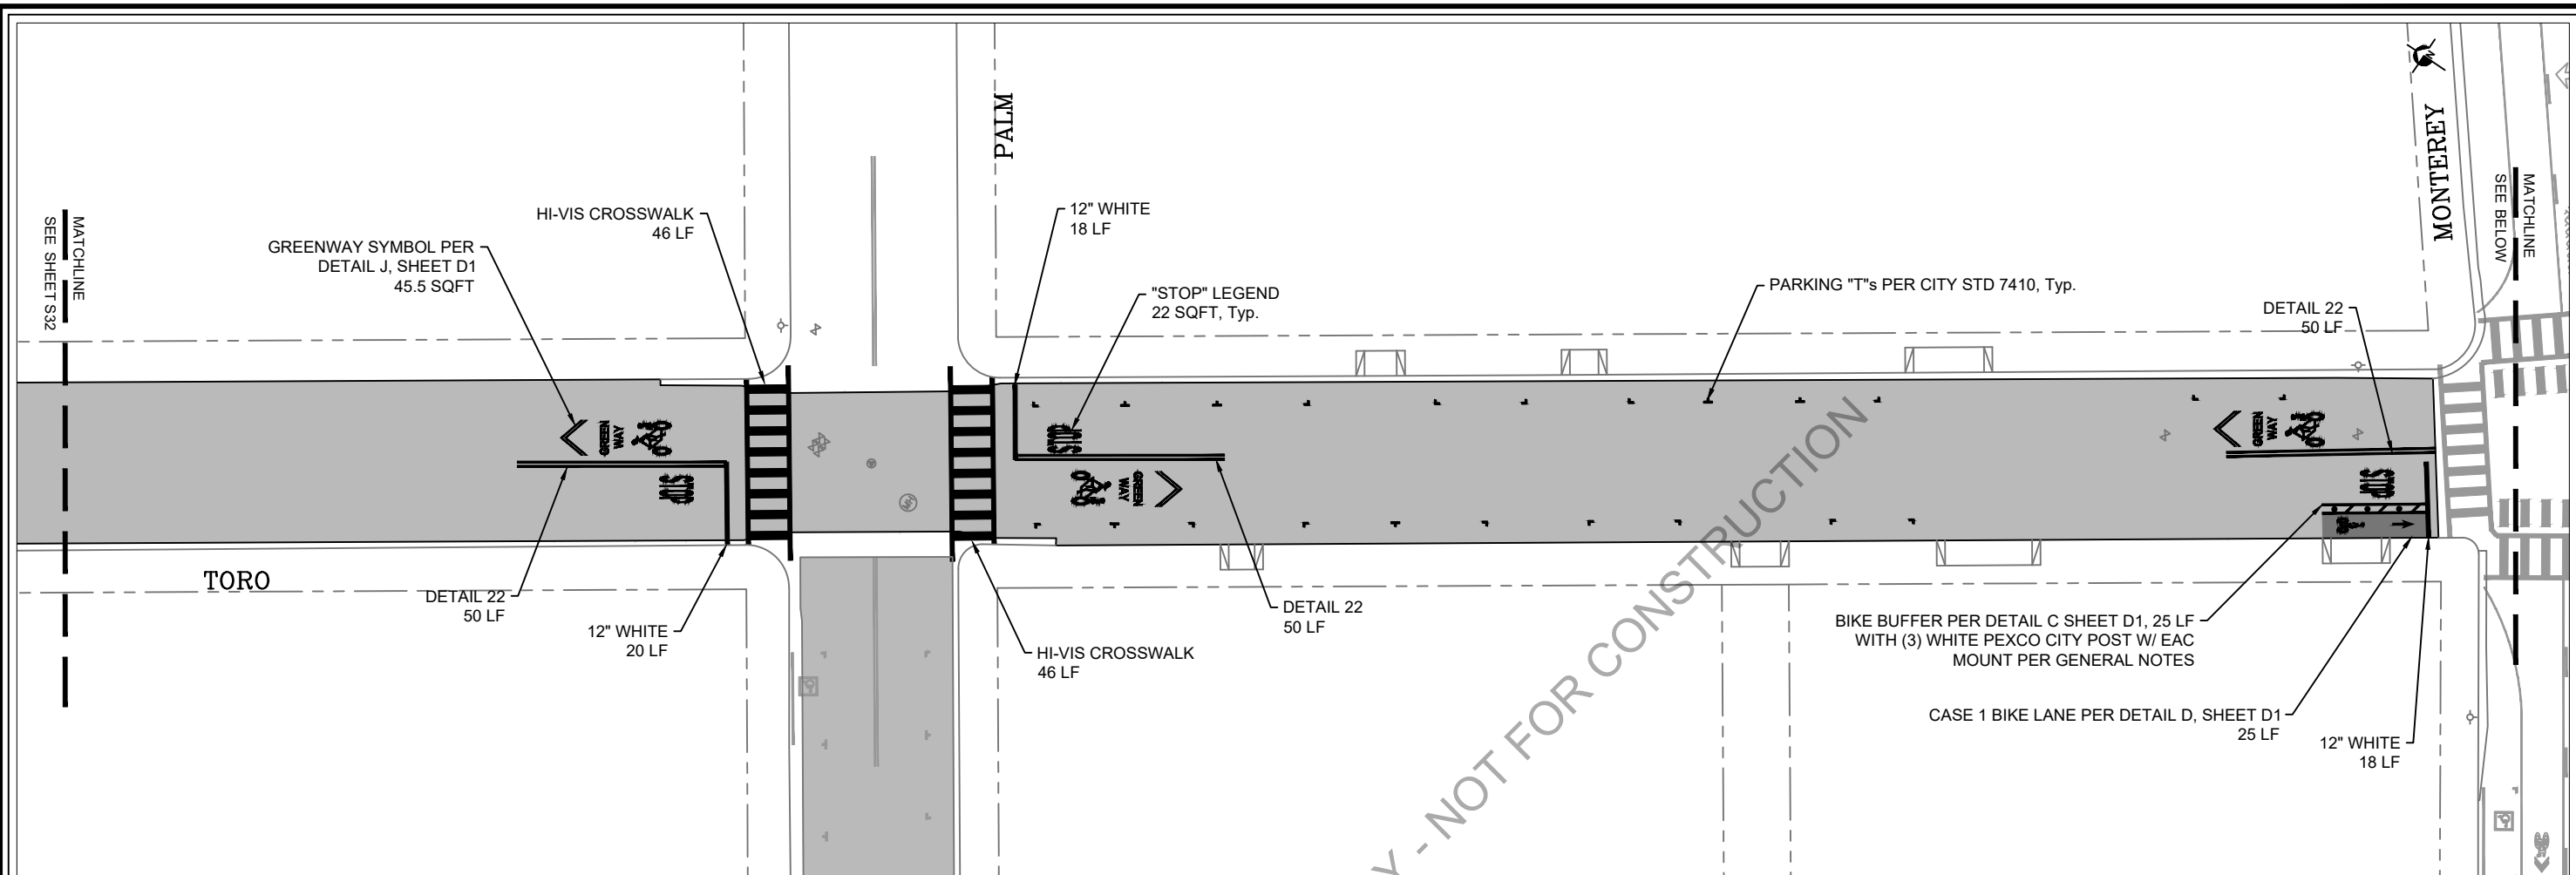 PALM
MONTEREY
MATCHLINE
SEE SHEET S32
HI-VIS CROSSWALK
46 LF
GREENWAY SYMBOL PER
DETAIL J, SHEET D1
45.5 SQFT
12" WHITE
18 LF
"STOP" LEGEND
22 SQFT, Typ.
PARKING "T"s PER CITY STD 7410, Typ.
DETAIL 22
50 LF
MATCHLINE
SEE BELOW
GREEN
WAY
STOP
GREEN
WAY
STOP
GREEN
WAY
STOP
MH
TORO
DETAIL 22
50 LF
12" WHITE
20 LF
HI-VIS CROSSWALK
46 LF
DETAIL 22
50 LF
BIKE BUFFER PER DETAIL C SHEET D1, 25 LF
WITH (3) WHITE PEXCO CITY POST W/ EAC
MOUNT PER GENERAL NOTES
CASE 1 BIKE LANE PER DETAIL D, SHEET D1
25 LF
12" WHITE
18 LF
Y - NOT FOR CONSTRUCTION